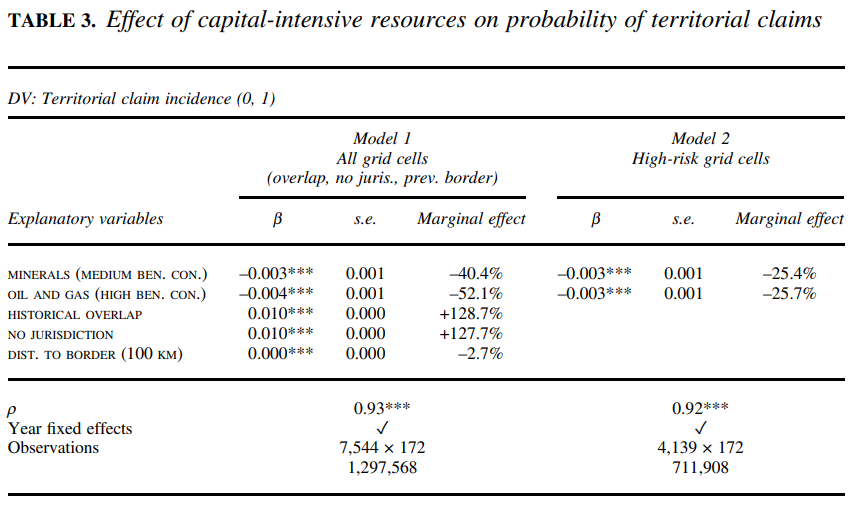 TABLE 3. Effect of capital-intensive resources on probability of territorial claims
DV: Territorial claim incidence (0, 1)
Model 1 Model 2
All grid cells High-risk grid cells
(overlap, no juris., prev. border)
Explanatory variables β s.e. Marginal effect β s.e. Marginal effect
MINERALS (MEDIUM BEN. CON.) –0.003*** 0.001 –40.4% –0.003*** 0.001 –25.4%
OIL AND GAS (HIGH BEN. CON.) –0.004*** 0.001 –52.1% –0.003*** 0.001 –25.7%
HISTORICAL OVERLAP 0.010*** 0.000 +128.7%
NO JURISDICTION 0.010*** 0.000 +127.7%
DIST. TO BORDER (100 KM) 0.000*** 0.000 –2.7%
ρ 0.93*** 0.92***
Year fixed effects ✓ ✓
Observations 7,544 × 172 4,139 × 172
1,297,568 711,908